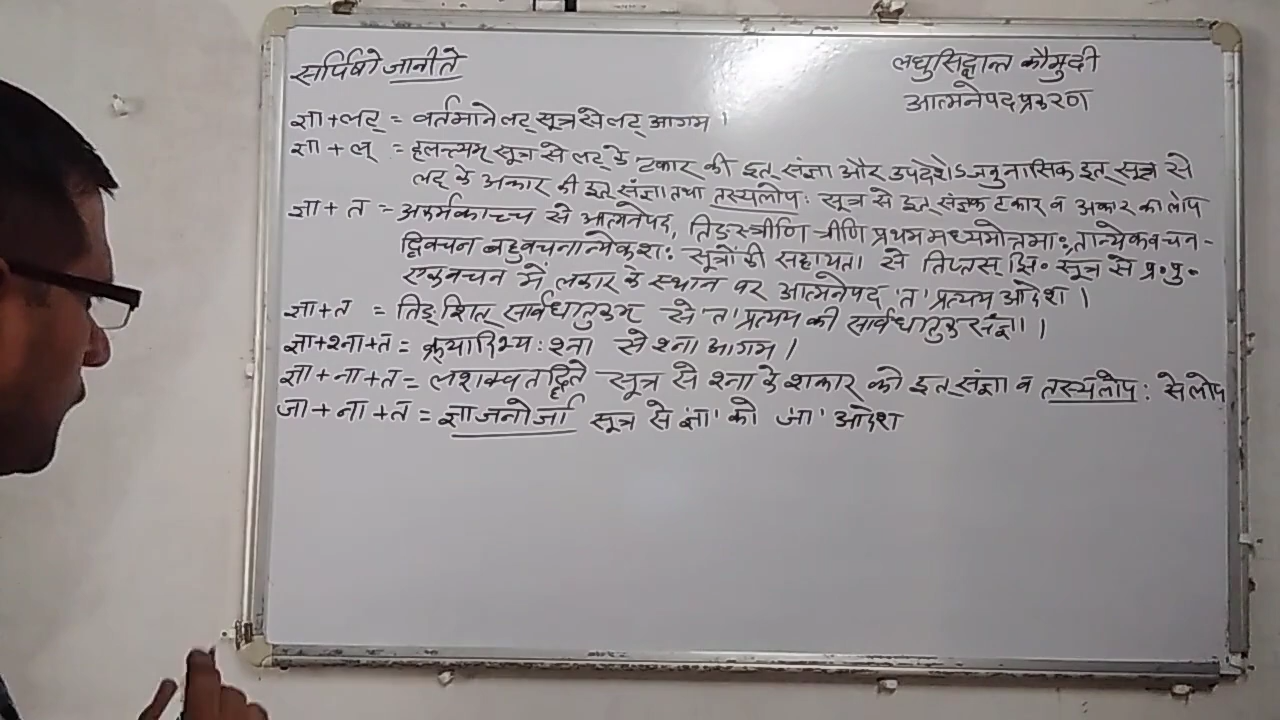 सर्पिषो जानीते
लघुसिद्धान्त कौमुदी
आत्मनेपद प्रकरण
ज्ञा+लट् = वर्तमाने लट् सूत्र से लट् आगम।
ज्ञा + ल् = हलन्त्यम् सूत्र से लट् के टकार की इत् संज्ञा और उपदेशेऽजनुनासिक इत् सूत्र से
लट् के अकार की इत् संज्ञा तथा तस्यलोपः सूत्र से इत् संज्ञक टकार व अकार का लोप
ज्ञा + त = अकर्मकाच्च से आत्मनेपद, तिङस्त्रीणि त्रीणि प्रथममध्यमोत्तमाः, तान्येकवचन-
द्विवचन बहुवचनान्येकशः सूत्रों की सहायता से तिप्तस् झि॰ सूत्र से प्र॰ पु॰
एकवचन में लकार के स्थान पर आत्मनेपद 'त' प्रत्यय आदेश।
ज्ञा+त = तिङ् शित् सार्वधातुकम् से 'त' प्रत्यय की सार्वधातुक संज्ञा।
ज्ञा+श्ना+त = क्र्यादिभ्यः श्ना से श्ना आगम।
ज्ञा+ना+त = लशक्वतद्धिते सूत्र से श्ना के शकार को इत् संज्ञा व तस्यलोपः से लोप
जा+ना+त = ज्ञाजनोर्जा सूत्र से 'ज्ञा' को 'जा' आदेश